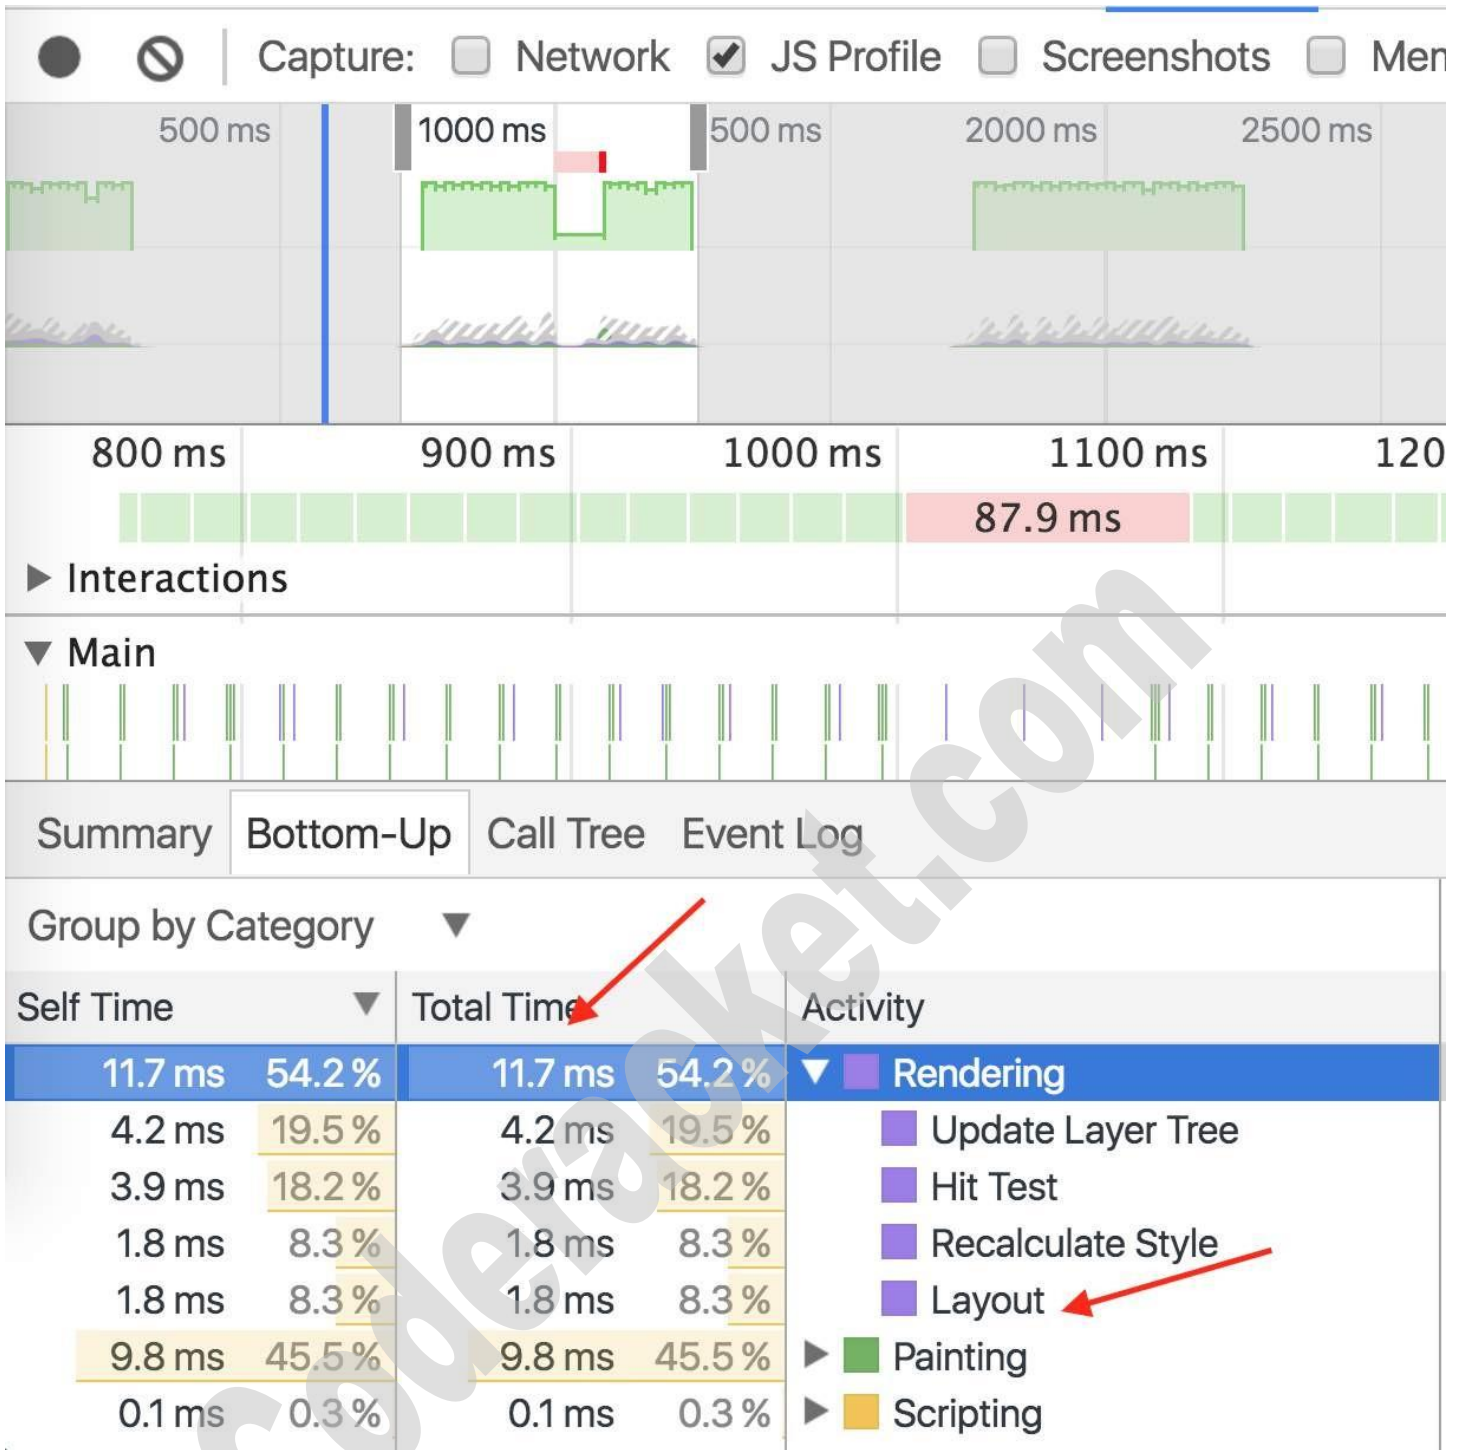 Capture: Network JS Profile Screenshots Mem
500 ms 1000 ms 500 ms 2000 ms 2500 ms
800 ms 900 ms 1000 ms 1100 ms 120
87.9 ms
Interactions
Main
Summary Bottom-Up Call Tree Event Log
Group by Category
Self Time Total Time Activity
11.7 ms 54.2 % 11.7 ms 54.2 % Rendering
4.2 ms 19.5 % 4.2 ms 19.5 % Update Layer Tree
3.9 ms 18.2 % 3.9 ms 18.2 % Hit Test
1.8 ms 8.3 % 1.8 ms 8.3 % Recalculate Style
1.8 ms 8.3 % 1.8 ms 8.3 % Layout
9.8 ms 45.5 % 9.8 ms 45.5 % Painting
0.1 ms 0.3 % 0.1 ms 0.3 % Scripting
Coderacket.com